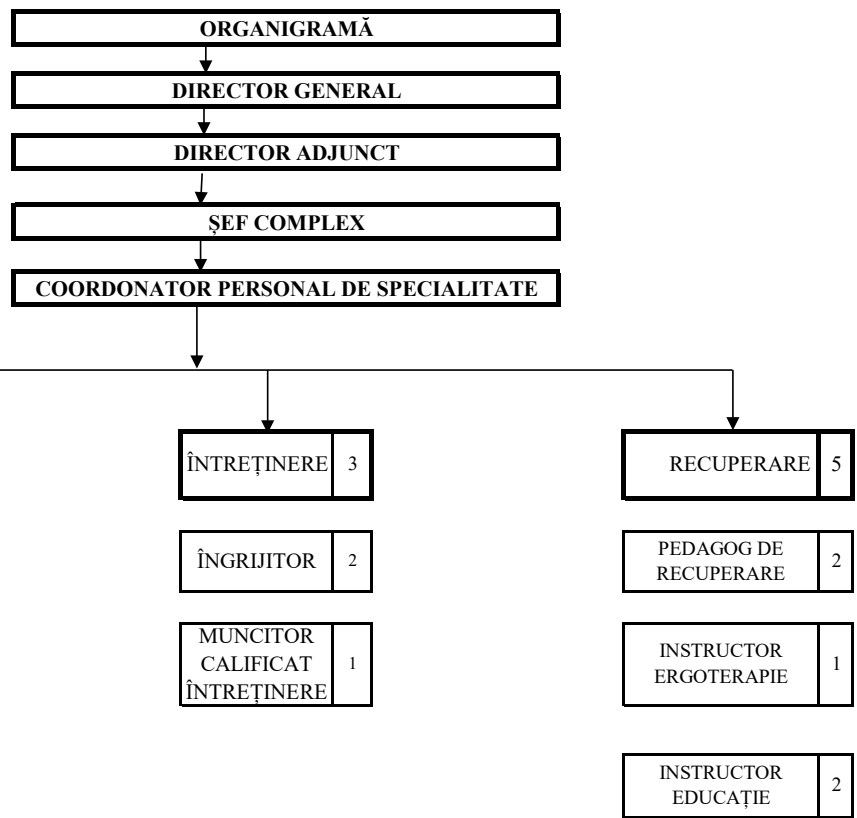 ORGANIGRAMĂ
DIRECTOR GENERAL
DIRECTOR ADJUNCT
ȘEF COMPLEX
COORDONATOR PERSONAL DE SPECIALITATE
ÎNTREȚINERE 3
ÎNGRIJITOR 2
MUNCITOR
CALIFICAT
ÎNTREȚINERE
1
RECUPERARE 5
PEDAGOG DE
RECUPERARE
2
INSTRUCTOR
ERGOTERAPIE
1
INSTRUCTOR
EDUCAȚIE
2